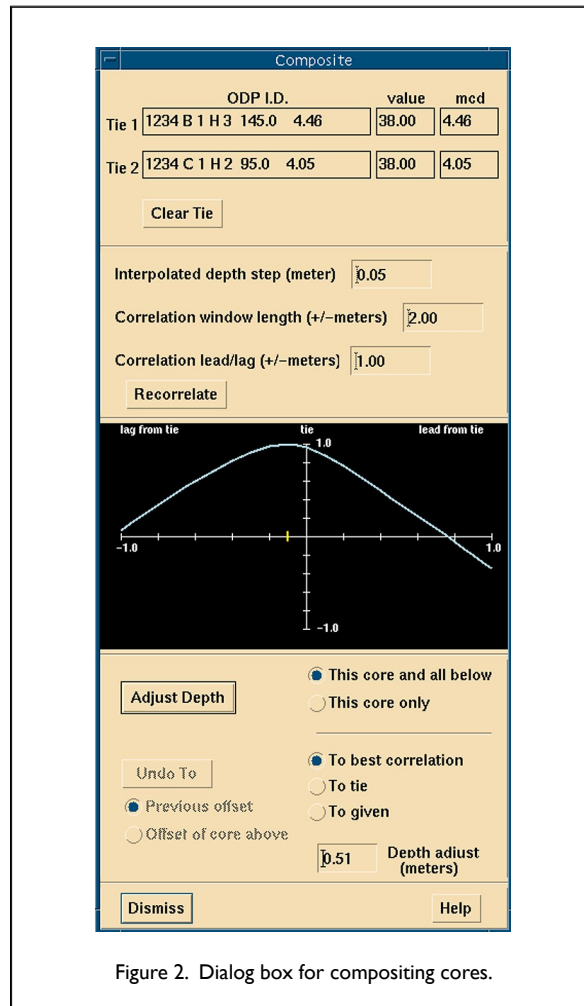 Composite
ODP I.D. value mcd
Tie 1 1234 B 1 H 3 145.0 4.46 38.00 4.46
Tie 2 1234 C 1 H 2 95.0 4.05 38.00 4.05
Clear Tie
Interpolated depth step (meter) 0.05
Correlation window length (+/-meters) 2.00
Correlation lead/lag (+/-meters) 1.00
Recorrelate
lag from tie tie lead from tie
1.0
-1.0 1.0
-1.0
This core and all below
Adjust Depth
This core only
To best correlation
Undo To
To tie
Previous offset
To given
Offset of core above
0.51 Depth adjust
(meters)
Dismiss Help
Figure 2. Dialog box for compositing cores.